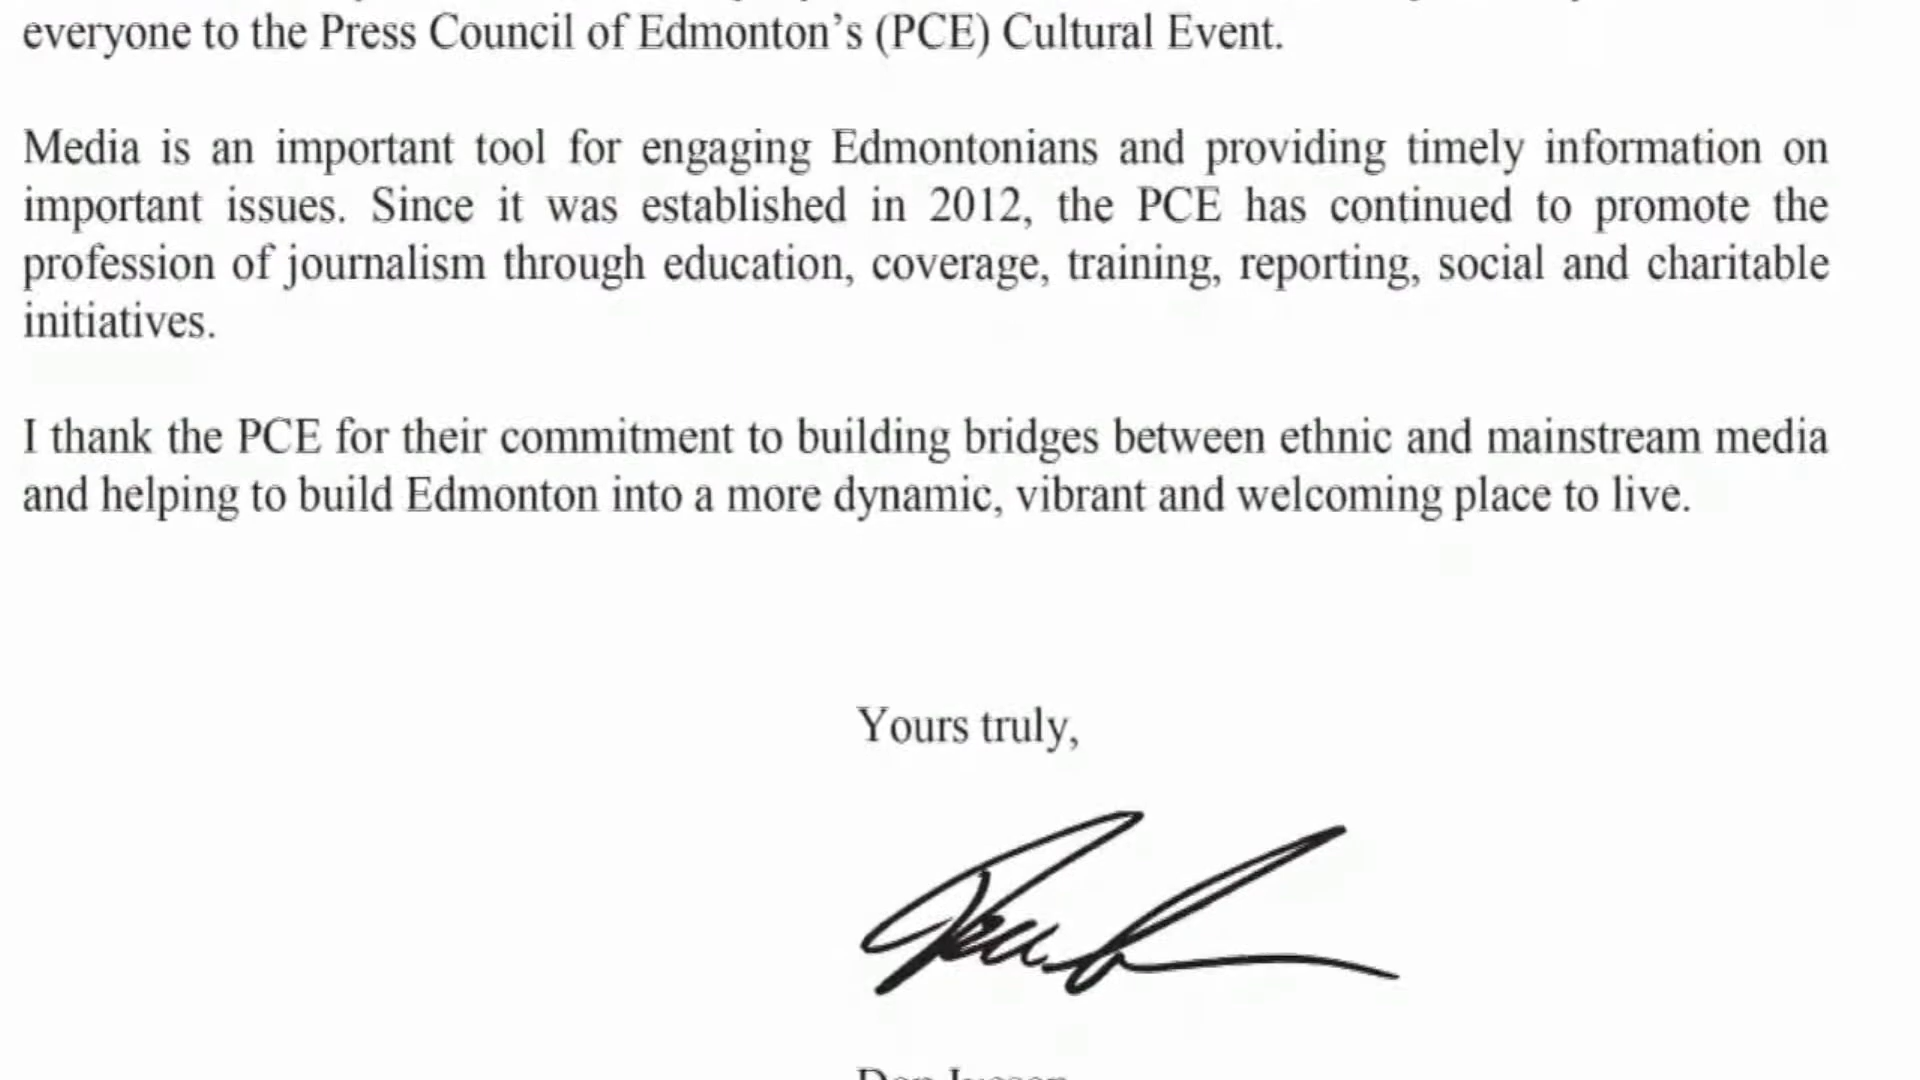 everyone to the Press Council of Edmonton's (PCE) Cultural Event.
Media is an important tool for engaging Edmontonians and providing timely information on
important issues. Since it was established in 2012, the PCE has continued to promote the
profession of journalism through education, coverage, training, reporting, social and charitable
initiatives.
I thank the PCE for their commitment to building bridges between ethnic and mainstream media
and helping to build Edmonton into a more dynamic, vibrant and welcoming place to live.
Yours truly,